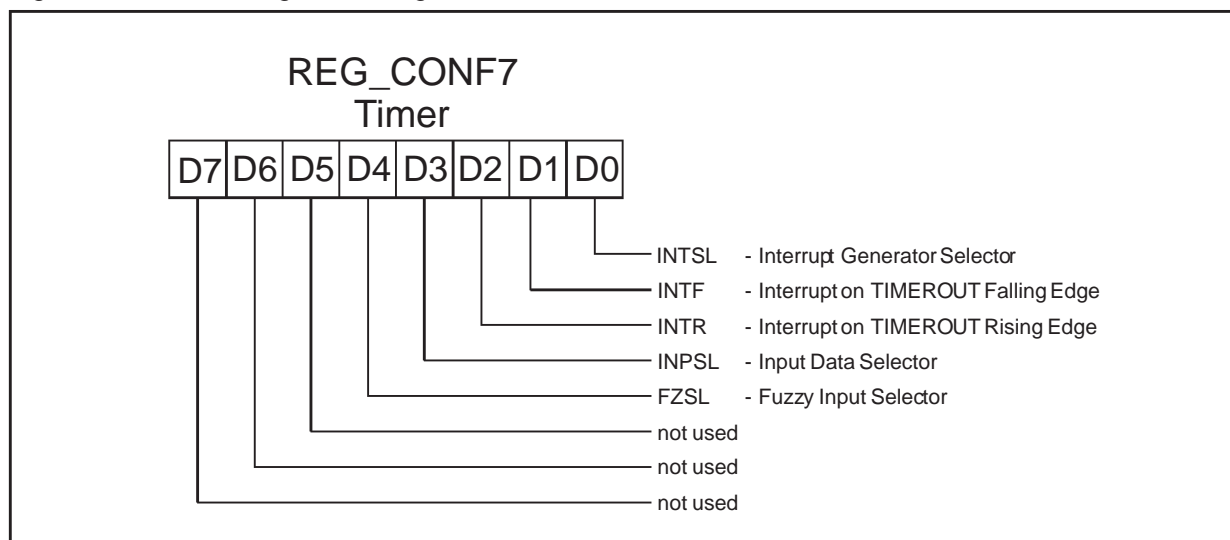 REG_CONF7
Timer
D7 D6 D5 D4 D3 D2 D1 D0
INTSL - Interrupt Generator Selector
INTF - Interrupt on TIMEROUT Falling Edge
INTR - Interrupt on TIMEROUT Rising Edge
INPSL - Input Data Selector
FZSL - Fuzzy Input Selector
not used
not used
not used